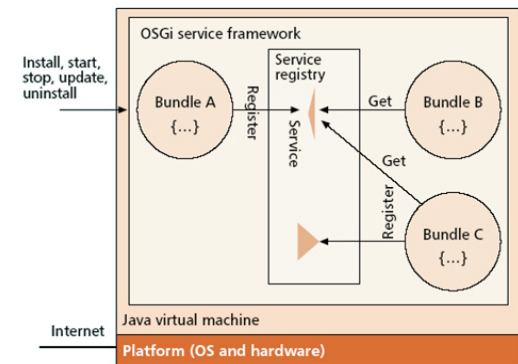 OSGi service framework
Install, start,
stop, update,
uninstall
Service
registry
Bundle A
{...}
Register
Service
Get
Bundle B
{...}
Get
Register
Bundle C
{...}
Java virtual machine
Internet
Platform (OS and hardware)